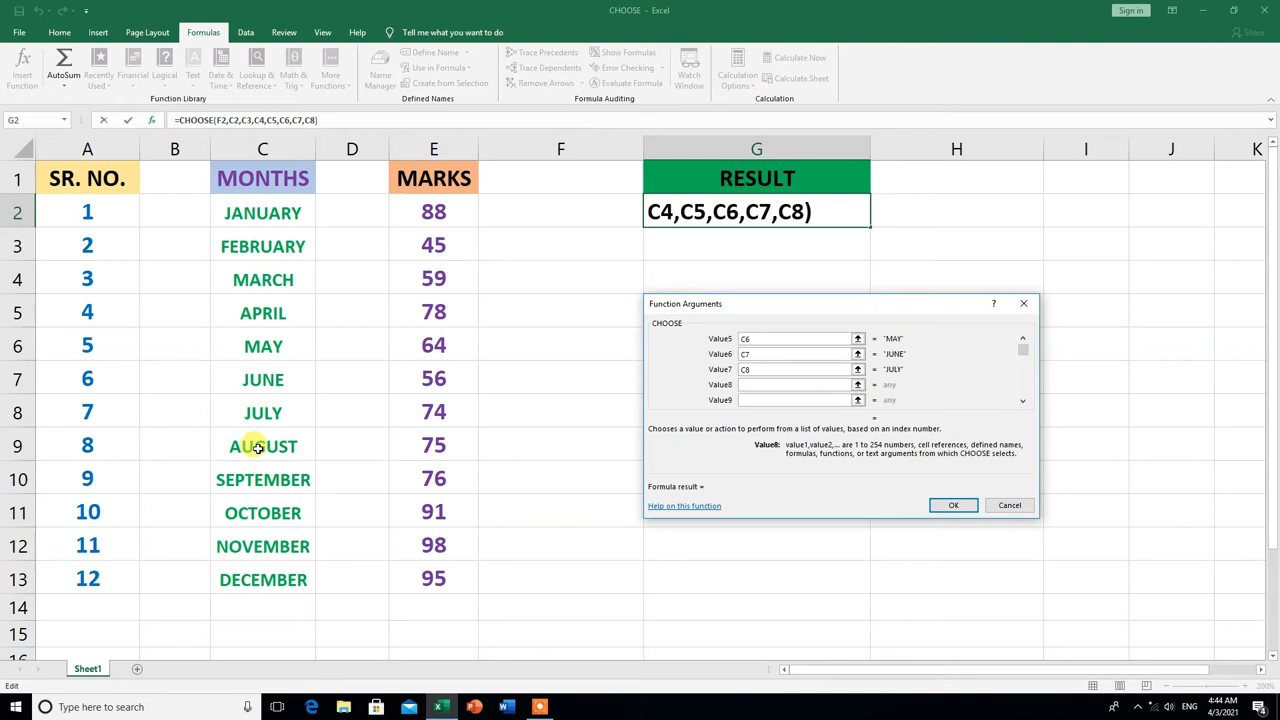 CHOOSE - Excel
Sign in
File Home Insert Page Layout Formulas Data Review View Help Tell me what you want to do Share
Insert Function
AutoSum
Recently Used
Financial
Logical
Text
Date & Time
Lookup & Reference
Math & Trig
More Functions
Function Library
Name Manager
Define Name
Use in Formula
Create from Selection
Defined Names
Trace Precedents
Trace Dependents
Remove Arrows
Show Formulas
Error Checking
Evaluate Formula
Formula Auditing
Watch Window
Calculation Options
Calculate Now
Calculate Sheet
Calculation
G2 fx =CHOOSE(F2,C2,C3,C4,C5,C6,C7,C8)
A B C D E F G H I J K
1 SR. NO. MONTHS MARKS RESULT
2 1 JANUARY 88 C4,C5,C6,C7,C8)
3 2 FEBRUARY 45
4 3 MARCH 59
5 4 APRIL 78
6 5 MAY 64
7 6 JUNE 56
8 7 JULY 74
9 8 AUGUST 75
10 9 SEPTEMBER 76
11 10 OCTOBER 91
12 11 NOVEMBER 98
13 12 DECEMBER 95
14
15
16
Function Arguments ?
CHOOSE
Value5 C6 = "MAY"
Value6 C7 = "JUNE"
Value7 C8 = "JULY"
Value8 = any
Value9 = any
=
Chooses a value or action to perform from a list of values, based on an index number.
Value8: value1,value2,... are 1 to 254 numbers, cell references, defined names,
formulas, functions, or text arguments from which CHOOSE selects.
Formula result =
Help on this function OK Cancel
Sheet1
Edit 200%
Type here to search
4:44 AM
4/3/2021